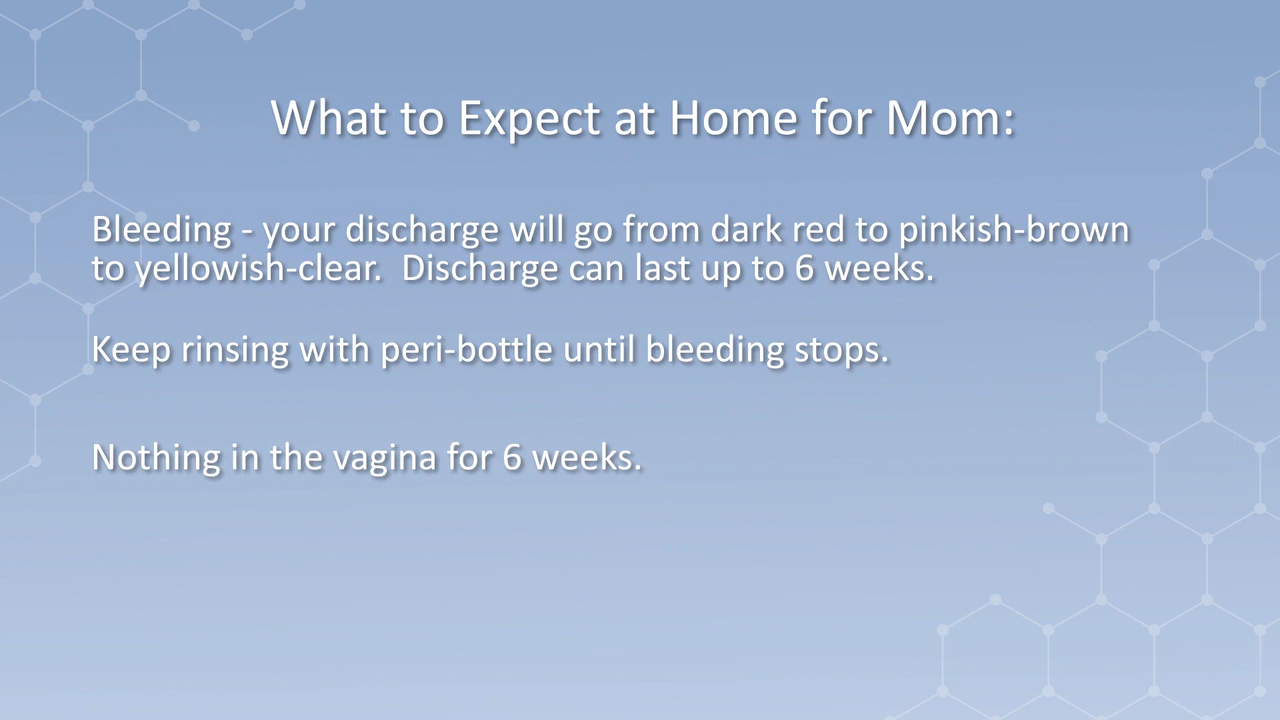 What to Expect at Home for Mom:
Bleeding - your discharge will go from dark red to pinkish-brown
to yellowish-clear.  Discharge can last up to 6 weeks.
Keep rinsing with peri-bottle until bleeding stops.
Nothing in the vagina for 6 weeks.